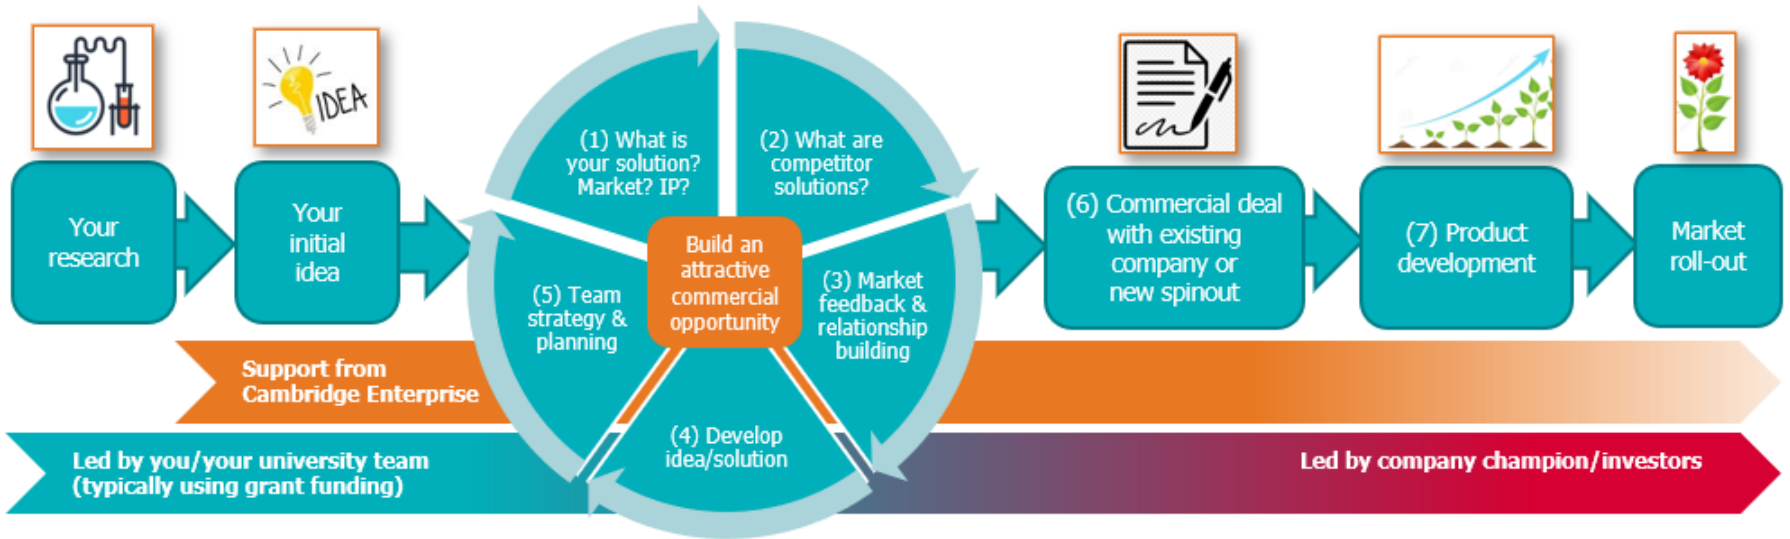 IDEA
Your
research
Your
initial
idea
(1) What is
your solution?
Market? IP?
(2) What are
competitor
solutions?
(3) Market
feedback &
relationship
building
(4) Develop
idea/solution
(5) Team
strategy &
planning
Build an
attractive
commercial
opportunity
(6) Commercial deal
with existing
company or
new spinout
(7) Product
development
Market
roll-out
Support from
Cambridge Enterprise
Led by you/your university team
(typically using grant funding)
Led by company champion/investors